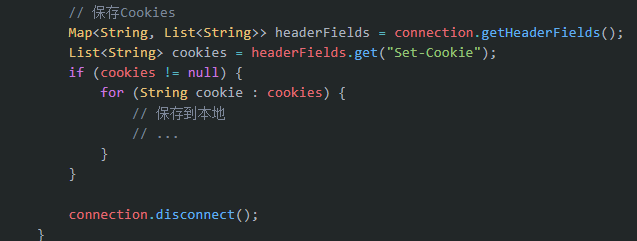 // 保存Cookies
Map<String, List<String>> headerFields = connection.getHeaderFields();
List<String> cookies = headerFields.get("Set-Cookie");
if (cookies != null) {
for (String cookie : cookies) {
// 保存到本地
// ...
}
}
connection.disconnect();
}